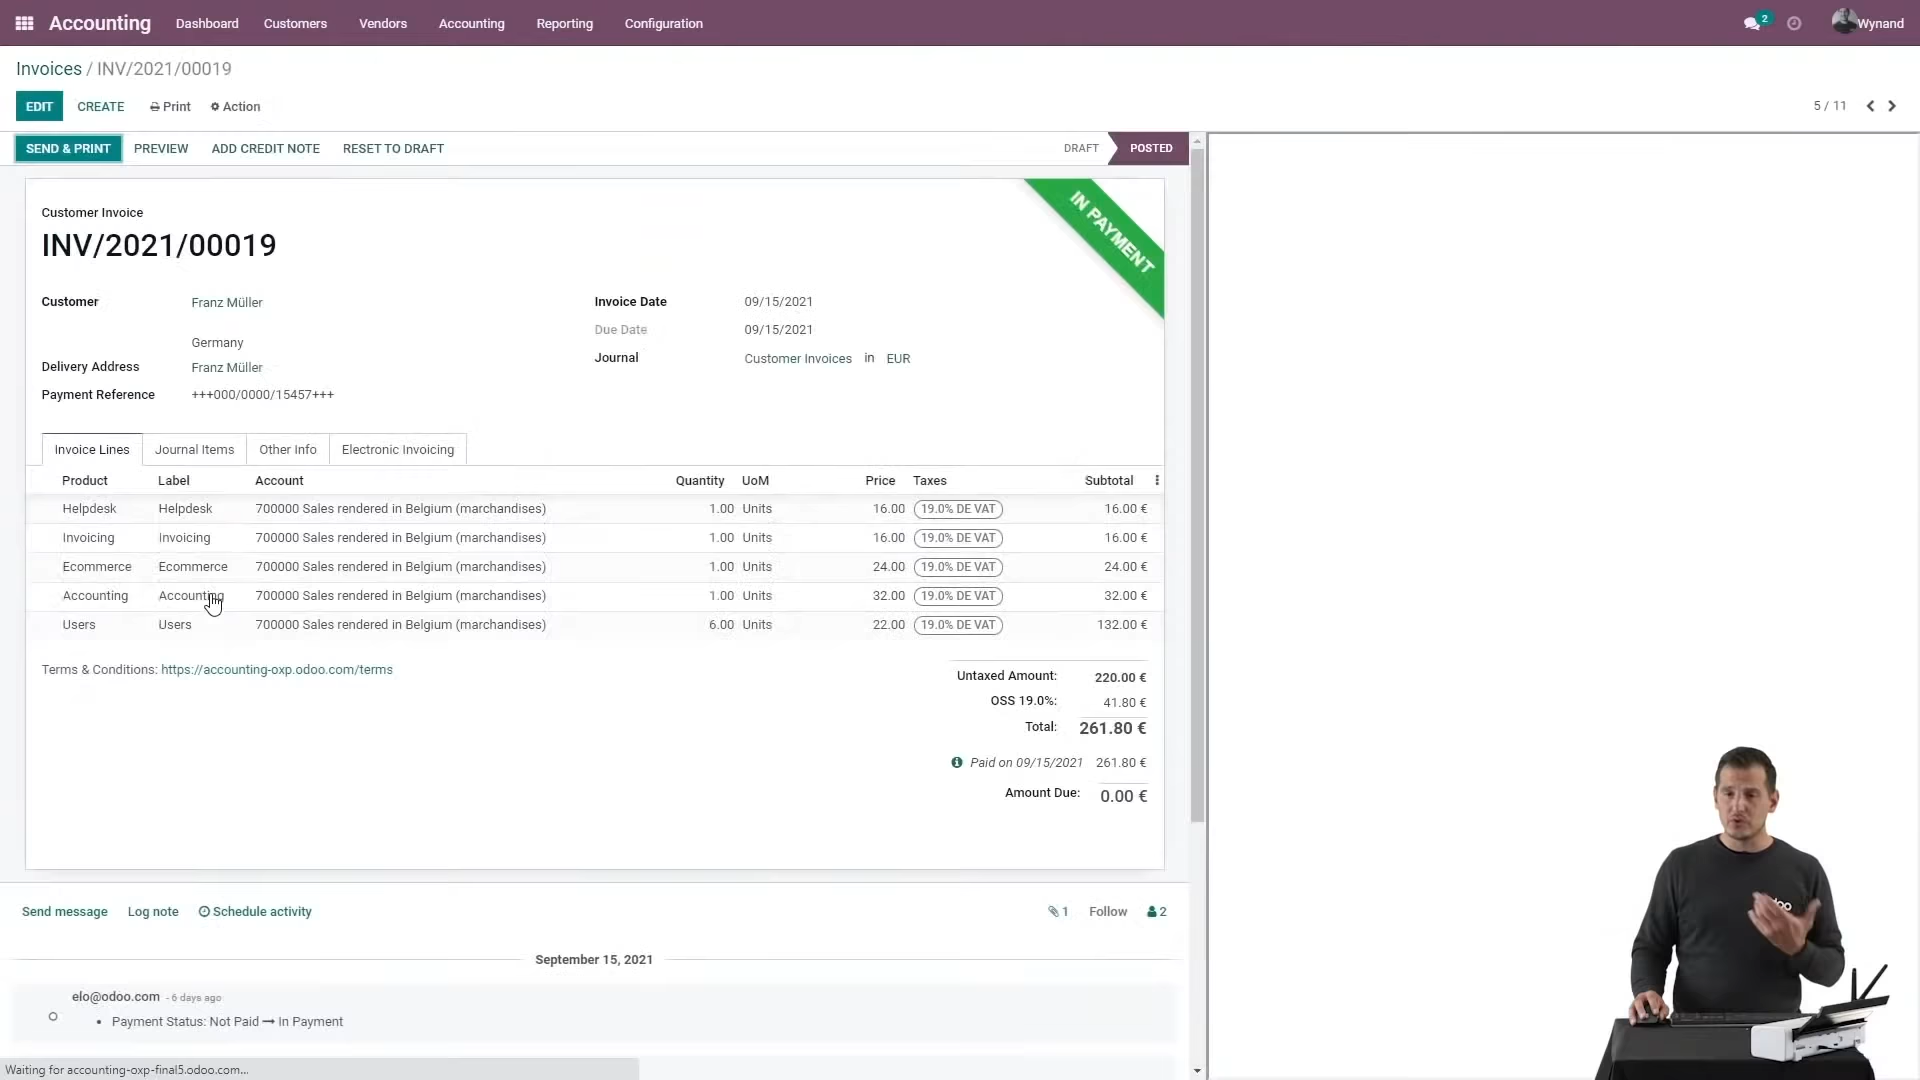 Accounting Dashboard Customers Vendors Accounting Reporting Configuration 2 Wynand
Invoices / INV/2021/00019
EDIT CREATE Print Action 5 / 11
SEND & PRINT PREVIEW ADD CREDIT NOTE RESET TO DRAFT DRAFT POSTED
IN PAYMENT
Customer Invoice
INV/2021/00019
Customer Franz Müller Invoice Date 09/15/2021
Due Date 09/15/2021
Germany
Journal Customer Invoices in EUR
Delivery Address Franz Müller
Payment Reference +++000/0000/15457+++
Invoice Lines Journal Items Other Info Electronic Invoicing
Product Label Account Quantity UoM Price Taxes Subtotal
Helpdesk Helpdesk 700000 Sales rendered in Belgium (marchandises) 1.00 Units 16.00 19.0% DE VAT 16.00 €
Invoicing Invoicing 700000 Sales rendered in Belgium (marchandises) 1.00 Units 16.00 19.0% DE VAT 16.00 €
Ecommerce Ecommerce 700000 Sales rendered in Belgium (marchandises) 1.00 Units 24.00 19.0% DE VAT 24.00 €
Accounting Accounting 700000 Sales rendered in Belgium (marchandises) 1.00 Units 32.00 19.0% DE VAT 32.00 €
Users Users 700000 Sales rendered in Belgium (marchandises) 6.00 Units 22.00 19.0% DE VAT 132.00 €
Terms & Conditions: https://accounting-oxp.odoo.com/terms
Untaxed Amount: 220.00 €
OSS 19.0%: 41.80 €
Total: 261.80 €
Paid on 09/15/2021 261.80 €
Amount Due: 0.00 €
Send message Log note Schedule activity 1 Follow 2
September 15, 2021
elo@odoo.com - 6 days ago
• Payment Status: Not Paid → In Payment
Waiting for accounting-oxp-final5.odoo.com...